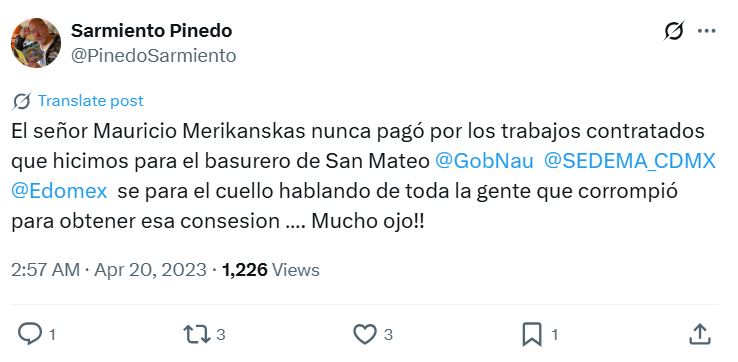 Sarmiento Pinedo
@PinedoSarmiento
Translate post
El señor Mauricio Merikanskas nunca pagó por los trabajos contratados
que hicimos para el basurero de San Mateo @GobNau @SEDEMA_CDMX
@Edomex se para el cuello hablando de toda la gente que corrompió
para obtener esa consesion .... Mucho ojo!!
2:57 AM · Apr 20, 2023 · 1,226 Views
1 3 3 1